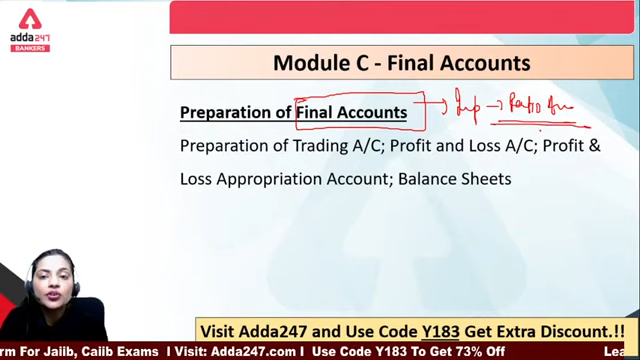 adda247
BANKERS
Module C - Final Accounts
Preparation of Final Accounts
Imp → Ratio
Preparation of Trading A/C; Profit and Loss A/C; Profit &
Loss Appropriation Account; Balance Sheets
Visit Adda247 and Use Code Y183 Get Extra Discount.!!
rm For Jaiib, Caiib Exams I Visit: Adda247.com I Use Code Y183 To Get 73% Off
Lea